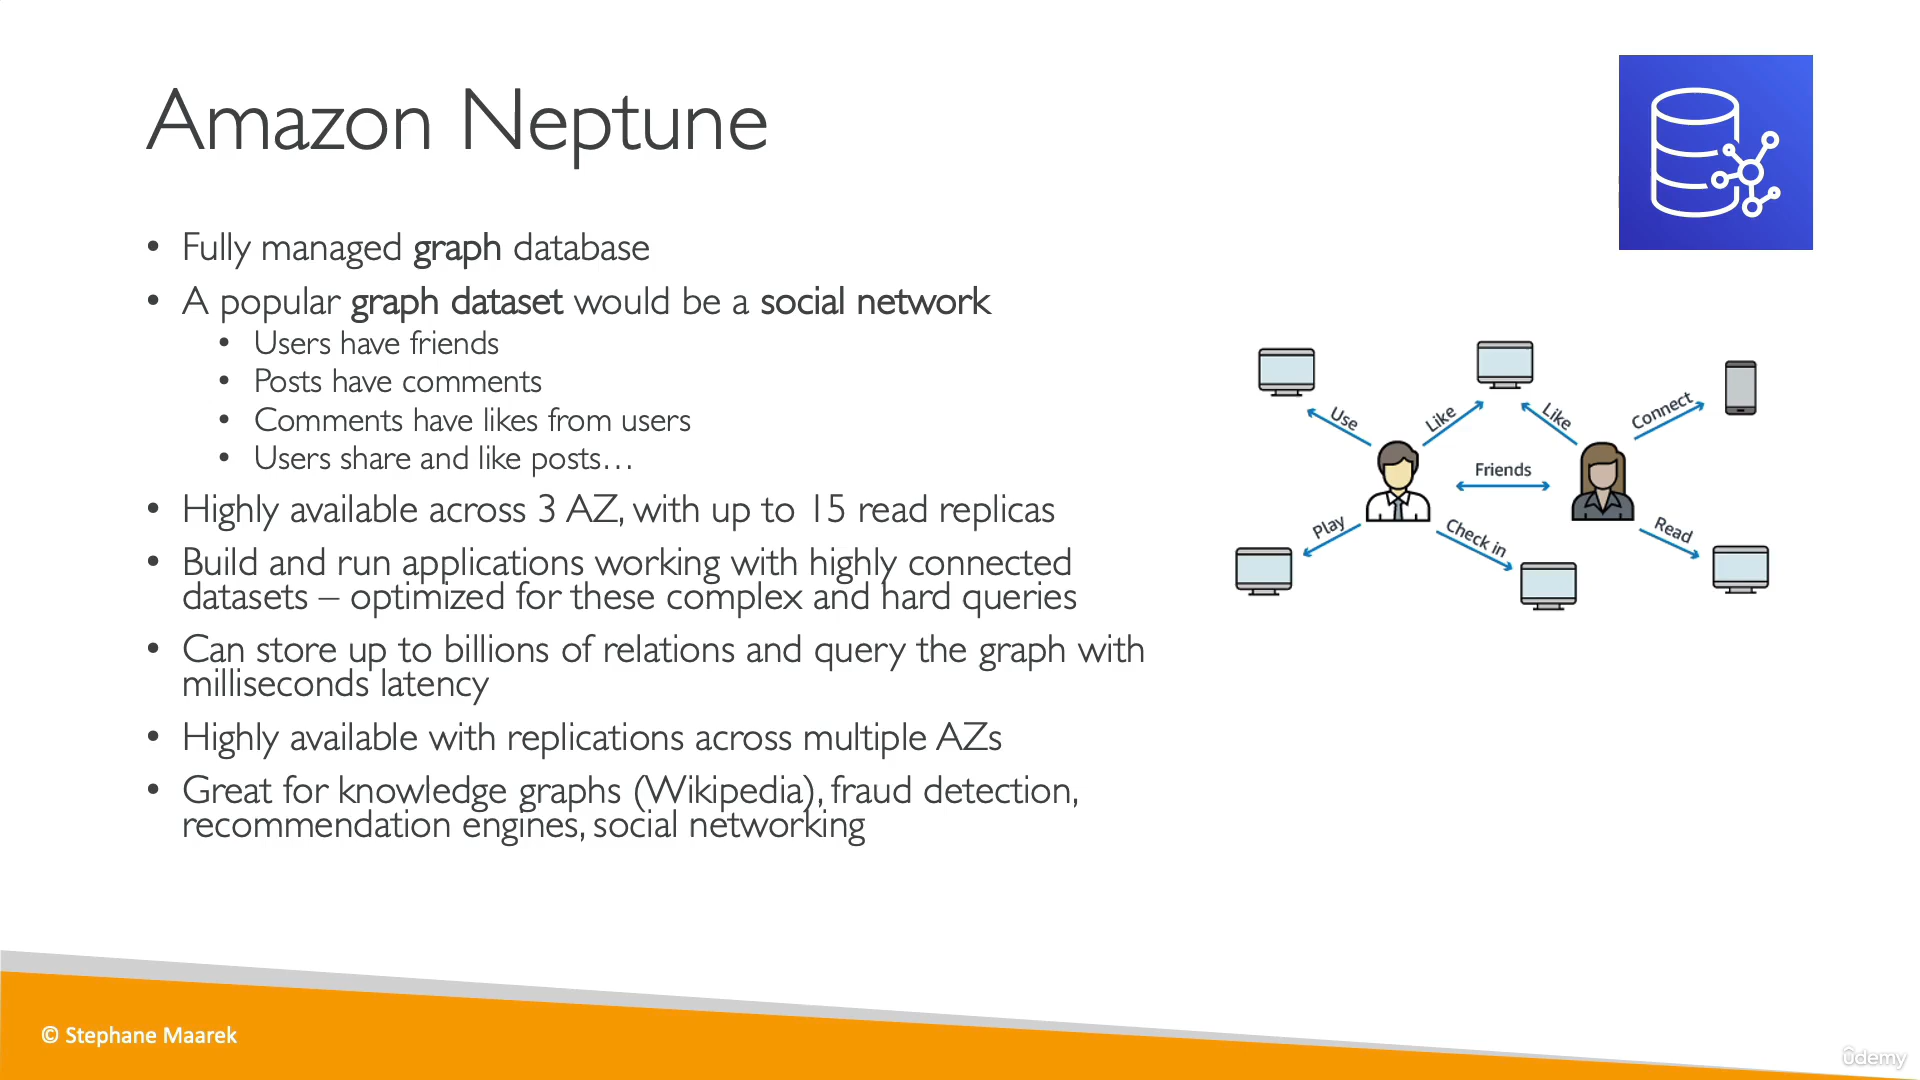 Amazon Neptune
• Fully managed graph database
• A popular graph dataset would be a social network
• Users have friends
• Posts have comments
• Comments have likes from users
• Users share and like posts…
• Highly available across 3 AZ, with up to 15 read replicas
• Build and run applications working with highly connected
datasets – optimized for these complex and hard queries
• Can store up to billions of relations and query the graph with
milliseconds latency
• Highly available with replications across multiple AZs
• Great for knowledge graphs (Wikipedia), fraud detection,
recommendation engines, social networking
Use
Like
Like
Connect
Friends
Play
Check in
Read
© Stephane Maarek
ûdemy